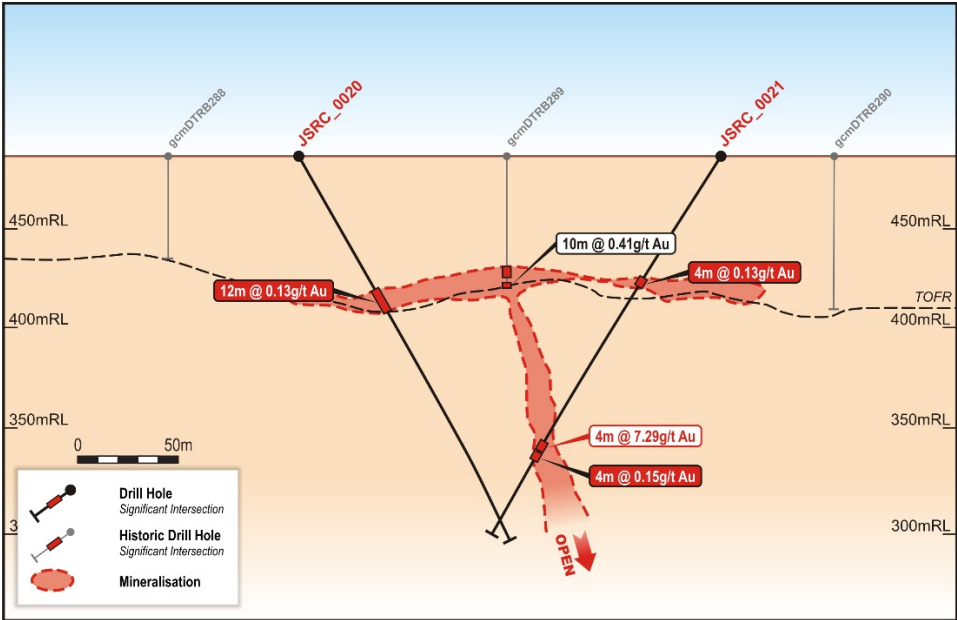 gcmDTRB288
JSRC_0020
gcmDTRB289
JSRC_0021
gcmDTRB290
450mRL
450mRL
10m @ 0.41g/t Au
4m @ 0.13g/t Au
12m @ 0.13g/t Au
TOFR
400mRL
400mRL
350mRL
350mRL
0 50m
4m @ 7.29g/t Au
4m @ 0.15g/t Au
Drill Hole
Significant Intersection
3
300mRL
Historic Drill Hole
Significant Intersection
OPEN
Mineralisation